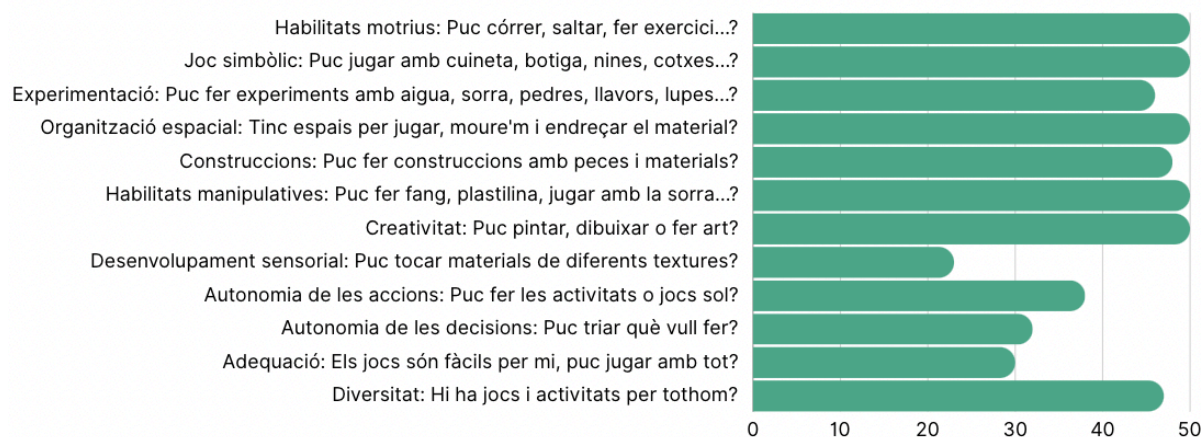 Habilitats motrius: Puc córrer, saltar, fer exercici...?
Joc simbòlic: Puc jugar amb cuineta, botiga, nines, cotxes...?
Experimentació: Puc fer experiments amb aigua, sorra, pedres, llavors, lupes...?
Organització espacial: Tinc espais per jugar, moure'm i endreçar el material?
Construccions: Puc fer construccions amb peces i materials?
Habilitats manipulatives: Puc fer fang, plastilina, jugar amb la sorra...?
Creativitat: Puc pintar, dibuixar o fer art?
Desenvolupament sensorial: Puc tocar materials de diferents textures?
Autonomia de les accions: Puc fer les activitats o jocs sol?
Autonomia de les decisions: Puc triar què vull fer?
Adequació: Els jocs són fàcils per mi, puc jugar amb tot?
Diversitat: Hi ha jocs i activitats per tothom?
0 10 20 30 40 50